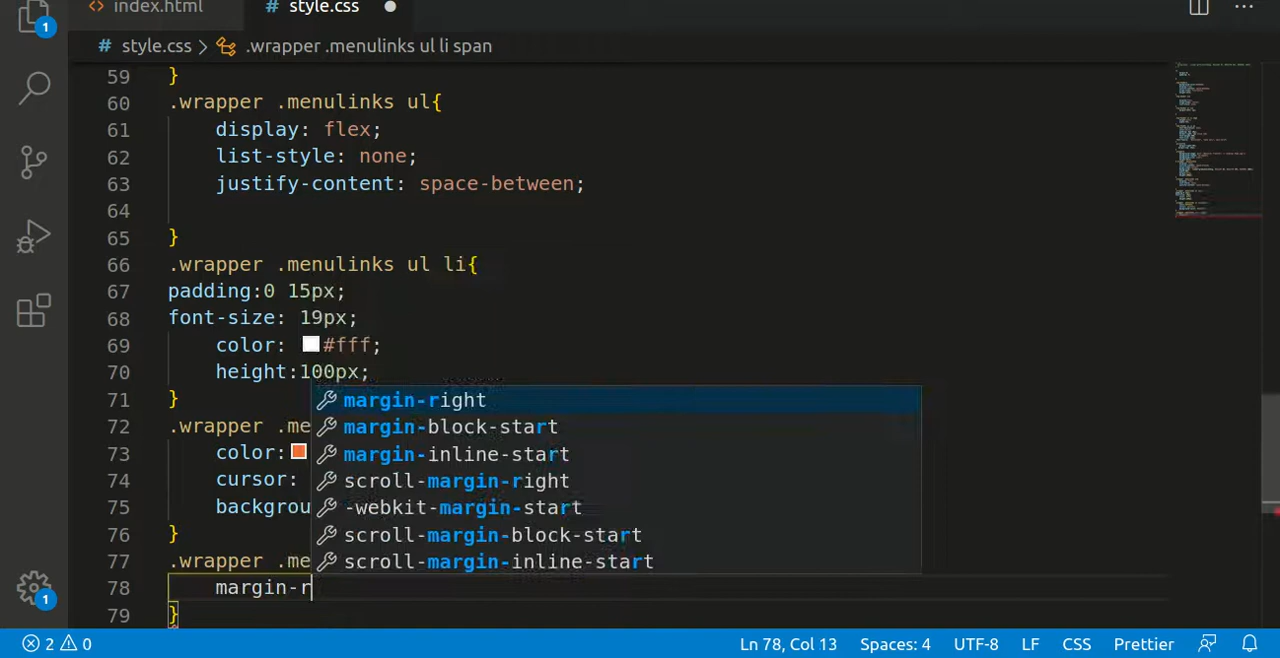 index.html
style.css
style.css > .wrapper .menulinks ul li span
59 }
60 .wrapper .menulinks ul{
61 display: flex;
62 list-style: none;
63 justify-content: space-between;
64
65 }
66 .wrapper .menulinks ul li{
67 padding:0 15px;
68 font-size: 19px;
69 color: #fff;
70 height:100px;
71 }
72 .wrapper .me
73 color:
74 cursor:
75 backgrou
76 }
77 .wrapper .me
78 margin-r
79 }
margin-right
margin-block-start
margin-inline-start
scroll-margin-right
-webkit-margin-start
scroll-margin-block-start
scroll-margin-inline-start
1
1
2 0 Ln 78, Col 13 Spaces: 4 UTF-8 LF CSS Prettier